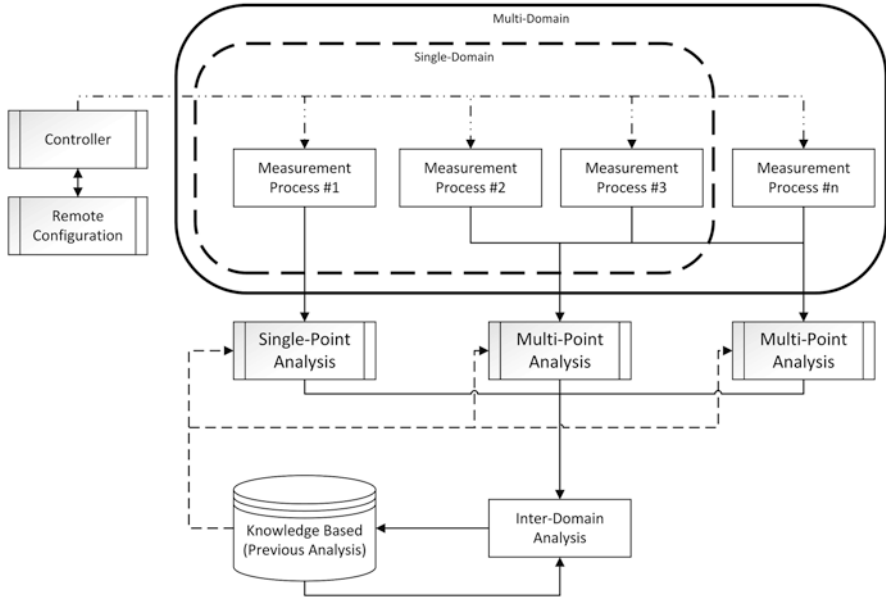 Multi-Domain
Single-Domain
Controller
Remote
Configuration
Measurement
Process #1
Measurement
Process #2
Measurement
Process #3
Measurement
Process #n
Single-Point
Analysis
Multi-Point
Analysis
Multi-Point
Analysis
Knowledge Based
(Previous Analysis)
Inter-Domain
Analysis